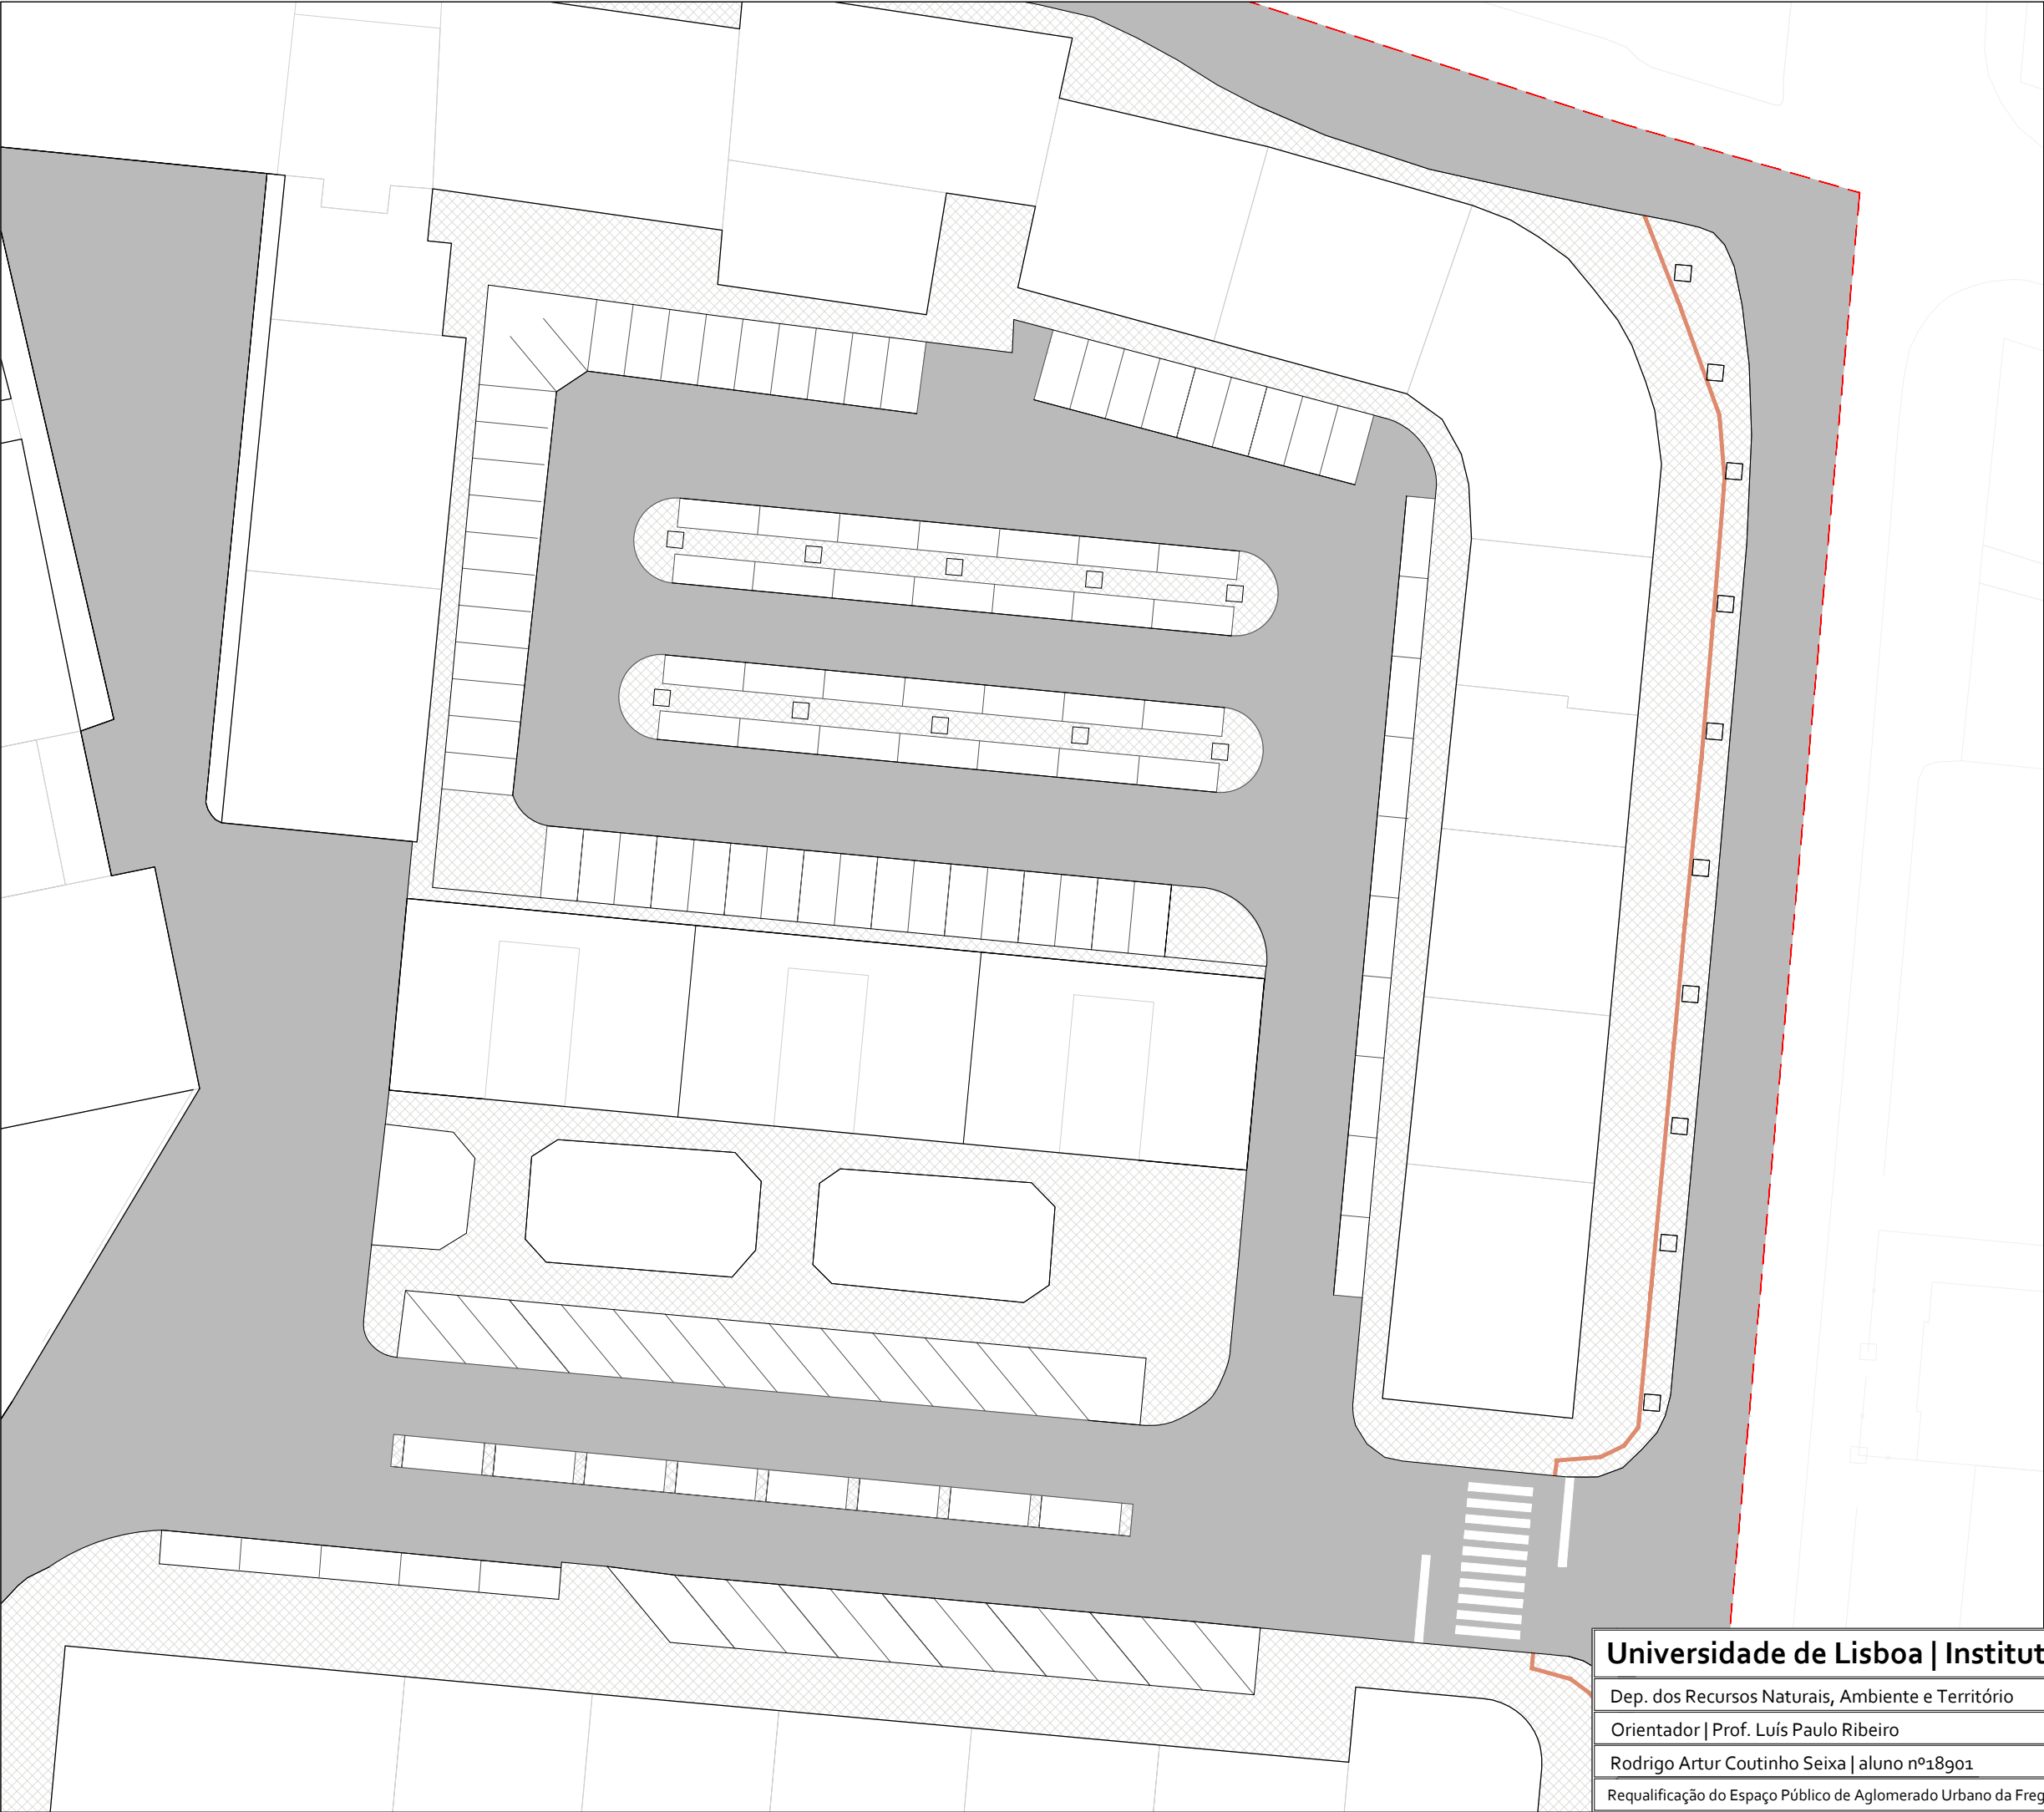 Universidade de Lisboa | Institut
Dep. dos Recursos Naturais, Ambiente e Território
Orientador | Prof. Luís Paulo Ribeiro
Rodrigo Artur Coutinho Seixa | aluno nº18901
Requalificação do Espaço Público de Aglomerado Urbano da Freg